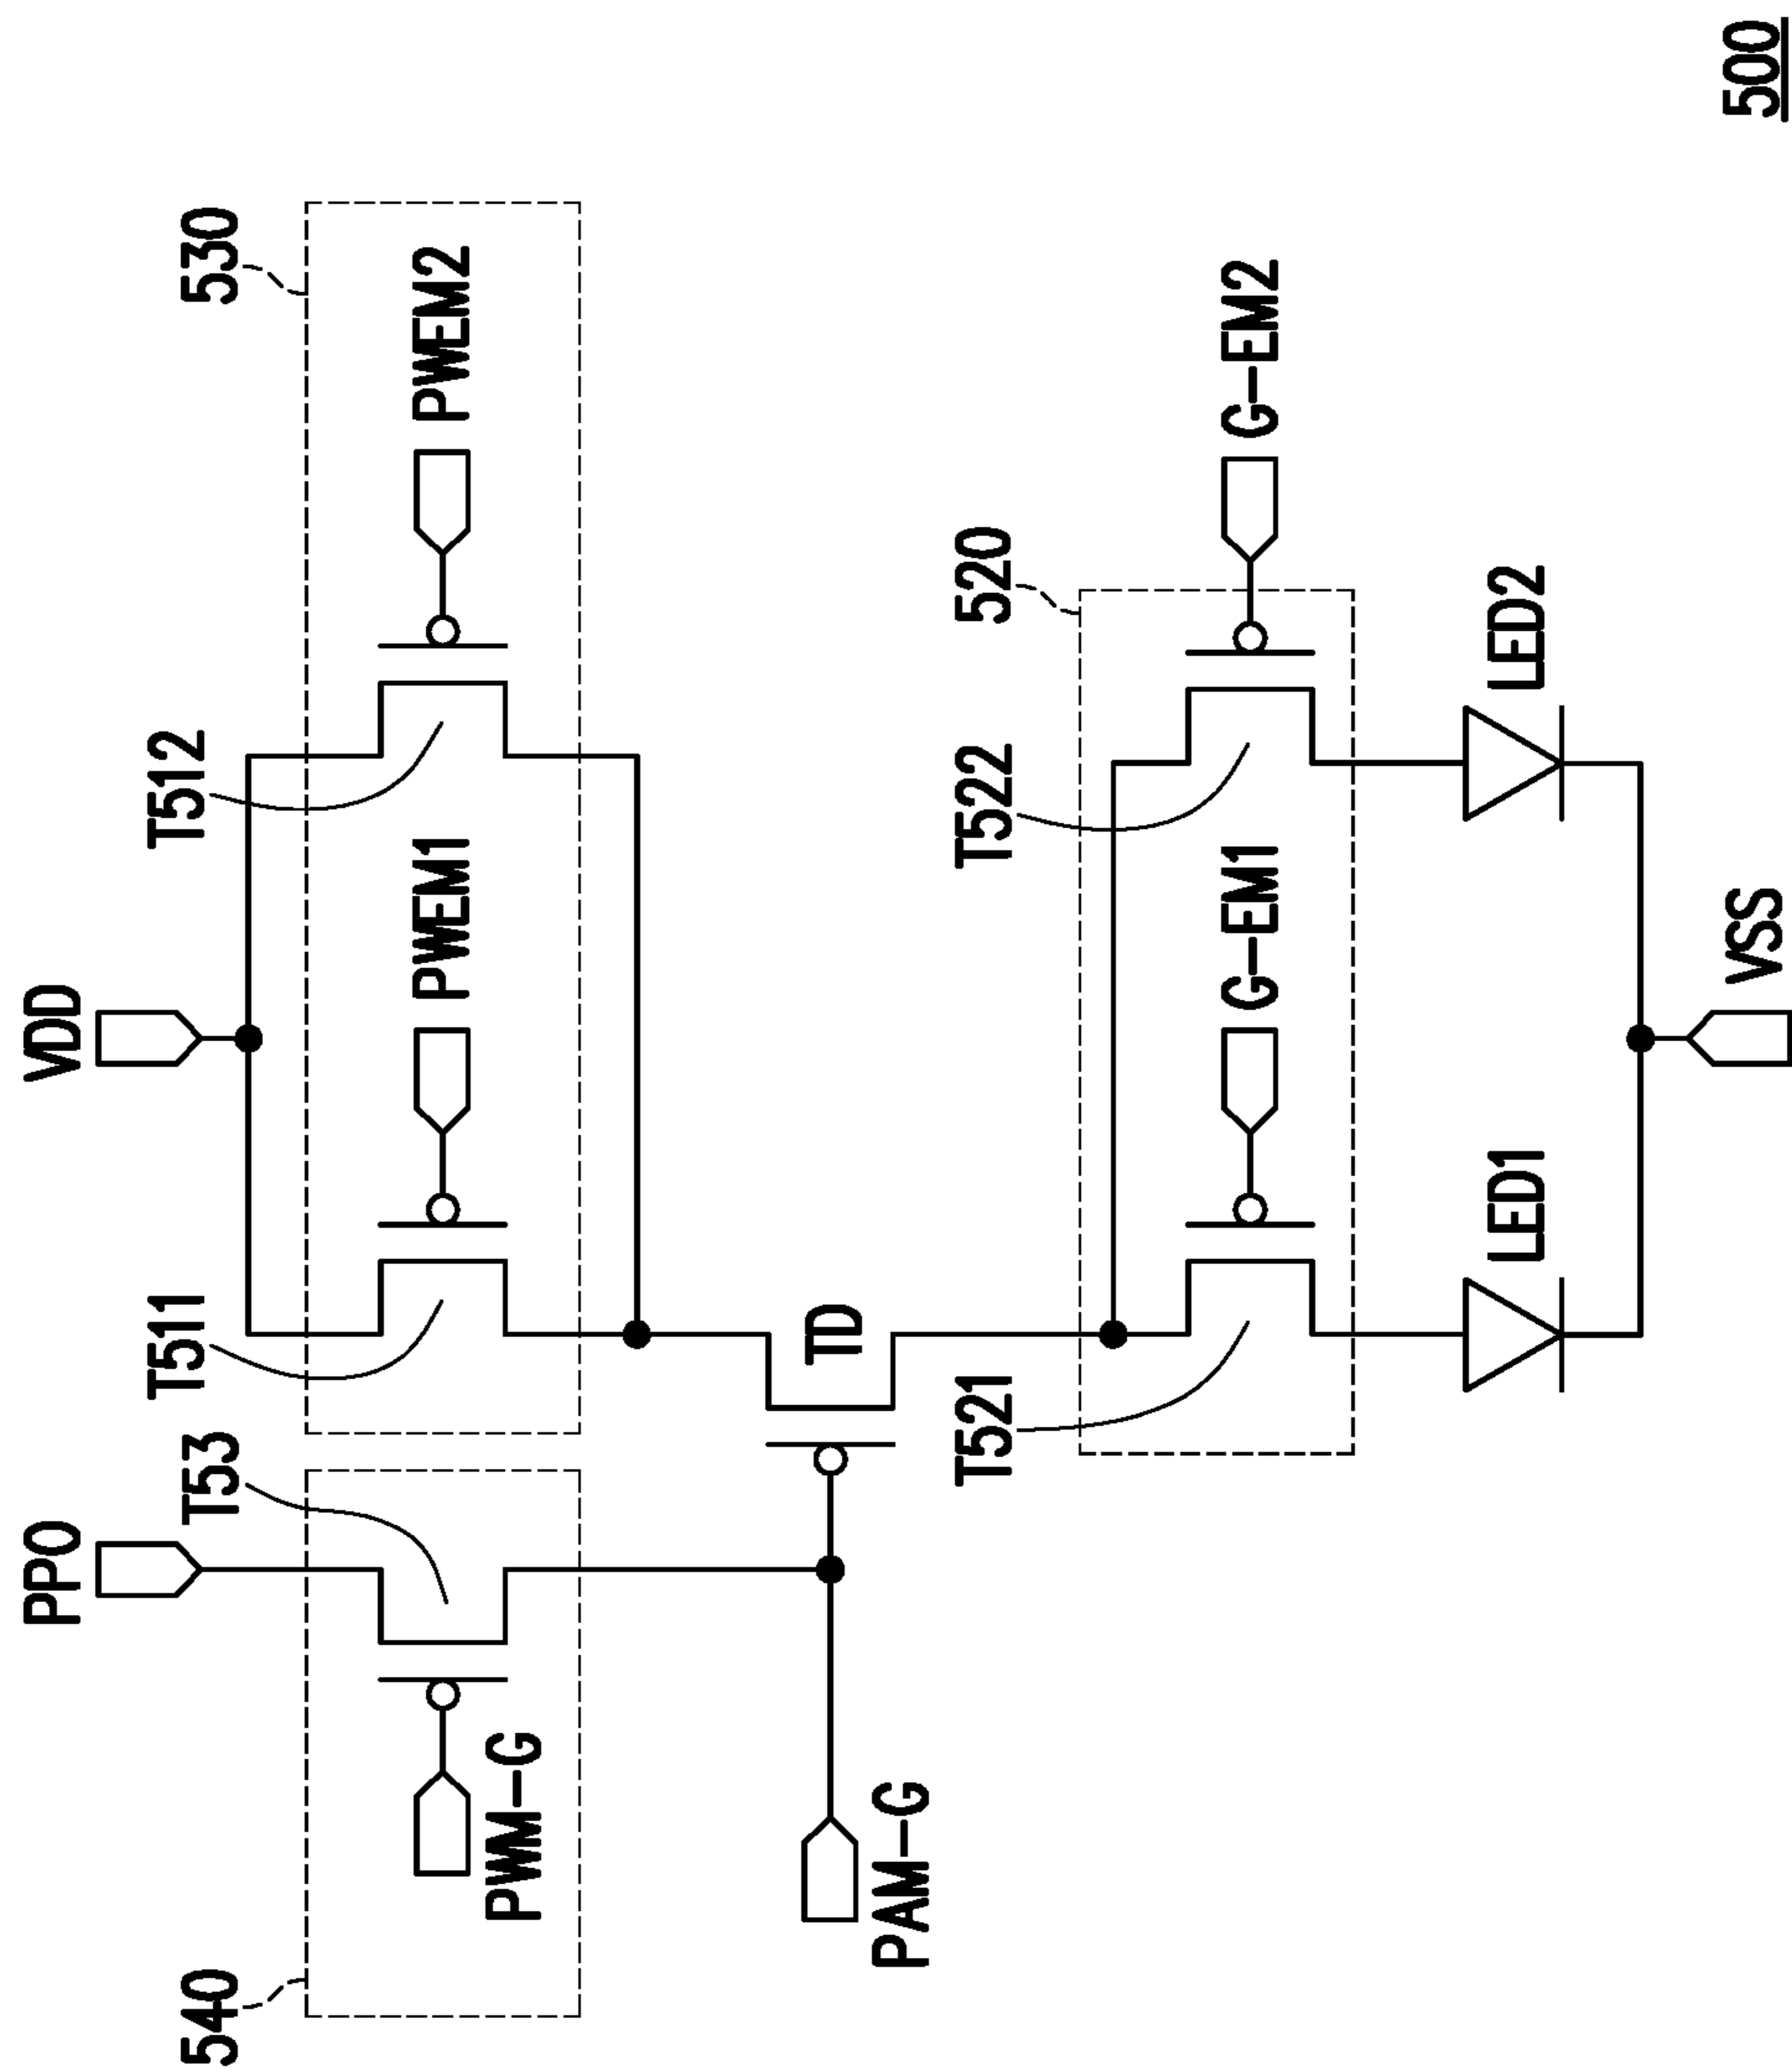 500
540
530
PPO
VDD
T53
T511
T512
PWM-G
PWEM1
PWEM2
PAM-G
TD
T521
T522
520
G-EM1
G-EM2
LED1
LED2
VSS